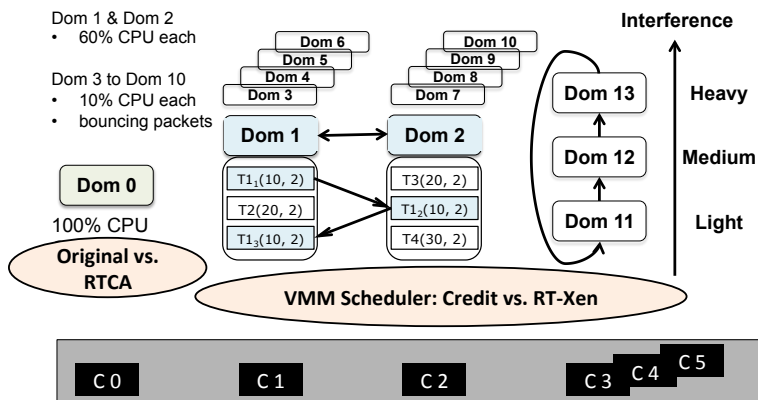 Dom 1 & Dom 2
• 60% CPU each
Dom 3 to Dom 10
• 10% CPU each
• bouncing packets
Dom 6
Dom 5
Dom 4
Dom 3
Dom 10
Dom 9
Dom 8
Dom 7
Interference
Dom 1
Dom 2
Dom 13
Heavy
Dom 12
Medium
Dom 11
Light
Dom 0
100% CPU
T1₁(10, 2)
T2(20, 2)
T1₃(10, 2)
T3(20, 2)
T1₂(10, 2)
T4(30, 2)
Original vs.
RTCA
VMM Scheduler: Credit vs. RT-Xen
C 0
C 1
C 2
C 3
C 4
C 5